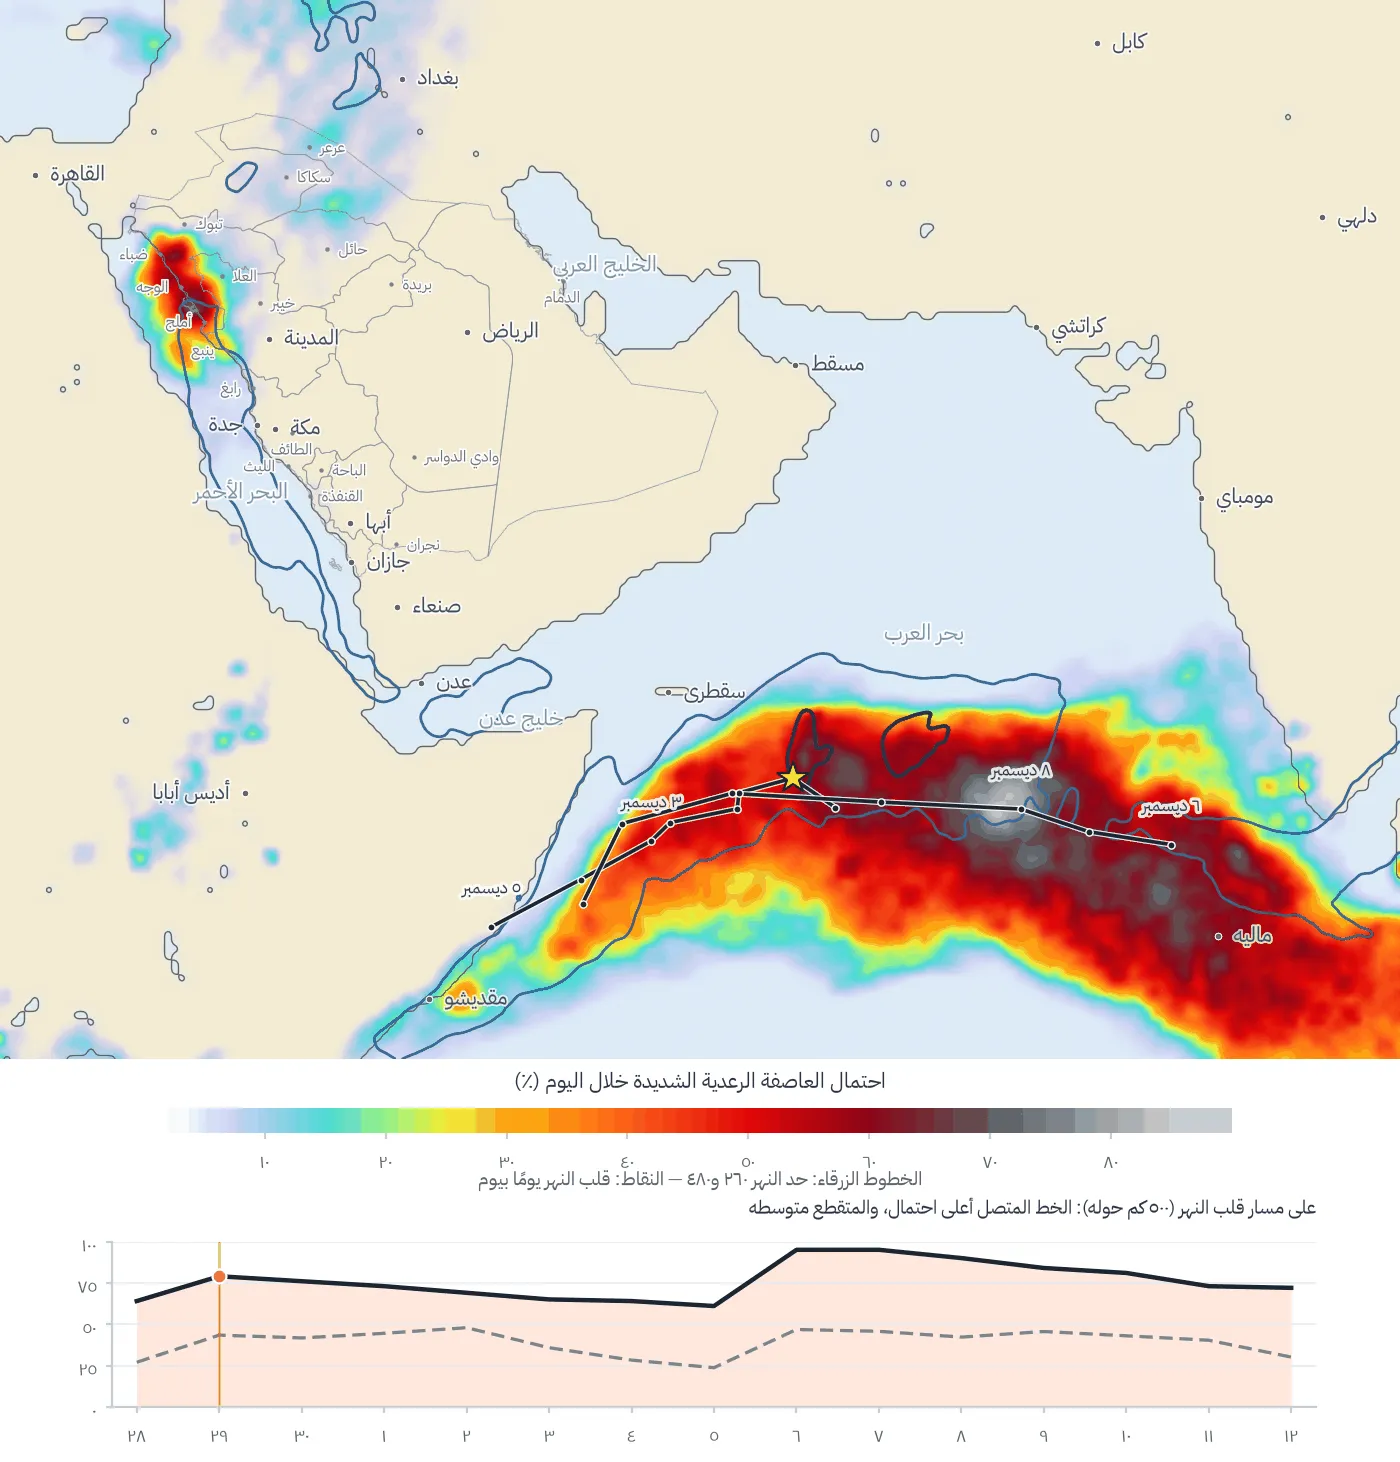 كابل
بغداد
عرعر
القاهرة
سكاكا
دلهي
تبوك
ضباء
حائل
الخليج العربي
العلا
الوجه
بريدة
خيبر
الدمام
أملج
كراتشي
المدينة
الرياض
ينبع
مسقط
رابغ
جدة
مكة
الطائف
وادي الدواسر
الليث
الباحة
البحر الأحمر
القنفذة
مومباي
أبها
نجران
جازان
صنعاء
بحر العرب
عدن
سقطرى
خليج عدن
٨ ديسمبر
أديس أبابا
٣ ديسمبر
٦ ديسمبر
٥ ديسمبر
ماليه
مقديشو
احتمال العاصفة الرعدية الشديدة خلال اليوم (٪)
١٠ ٢٠ ٣٠ ٤٠ ٥٠ ٦٠ ٧٠ ٨٠
الخطوط الزرقاء: حد النهر ٢٦٠ و٤٨٠ — النقاط: قلب النهر يومًا بيوم
على مسار قلب النهر (٥٠٠ كم حوله): الخط المتصل أعلى احتمال، والمتقطع متوسطه
١٠٠
٧٥
٥٠
٢٥
٠
٢٨ ٢٩ ٣٠ ١ ٢ ٣ ٤ ٥ ٦ ٧ ٨ ٩ ١٠ ١١ ١٢